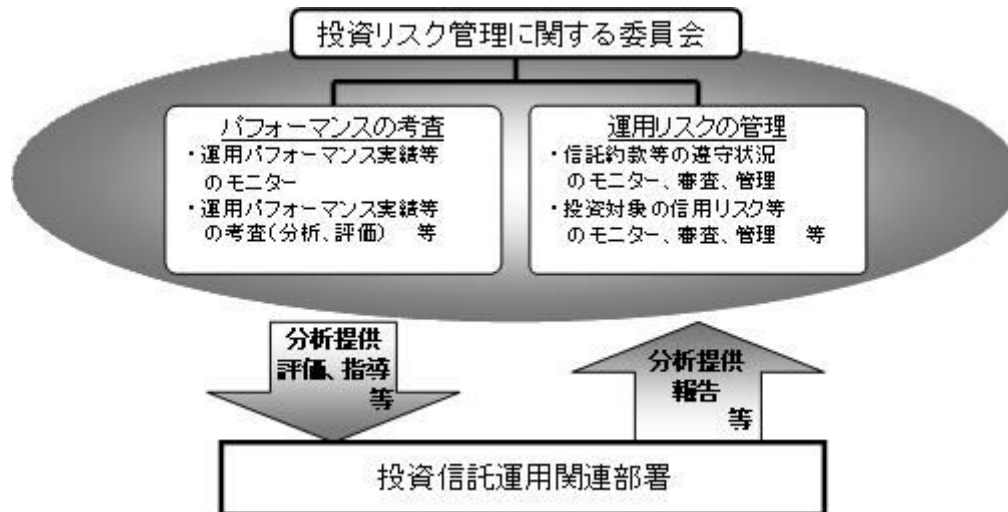 投資リスク管理に関する委員会
パフォーマンスの考査
・運用パフォーマンス実績等
のモニター
・運用パフォーマンス実績等
の考査(分析、評価) 等
運用リスクの管理
・信託約款等の遵守状況
のモニター、審査、管理
・投資対象の信用リスク等
のモニター、審査、管理 等
分析提供
評価、指導
等
分析提供
報告
等
投資信託運用関連部署